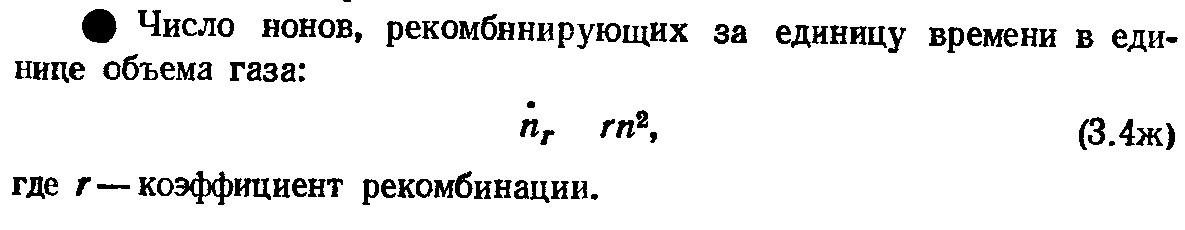 ● Число нонов, рекомбннирующих за единицу времени в еди-
нице объема газа:
ṅᵣ rn², (3.4ж)
где r — коэффициент рекомбинации.